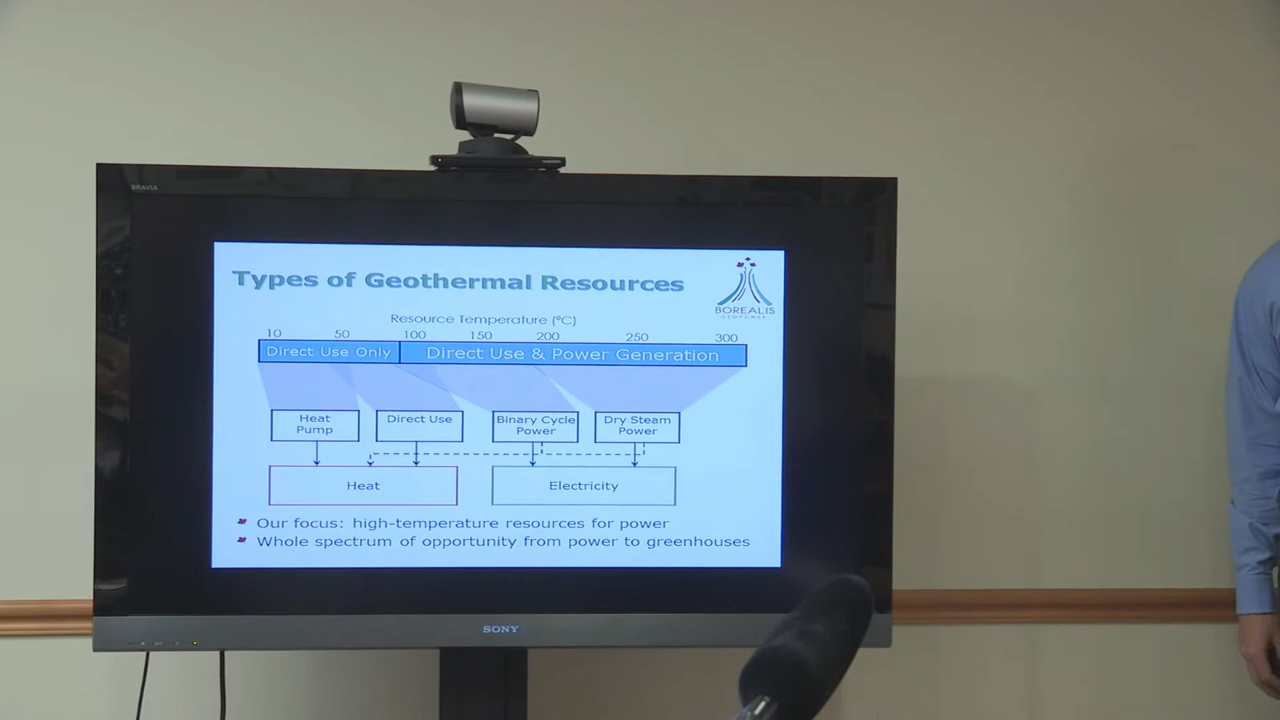 BRAVIA
Types of Geothermal Resources
BOREALIS
GEOPOWER
Resource Temperature (ºC)
10 50 100 150 200 250 300
Direct Use Only Direct Use & Power Generation
Heat
Pump
Direct Use
Binary Cycle
Power
Dry Steam
Power
Heat
Electricity
Our focus: high-temperature resources for power
Whole spectrum of opportunity from power to greenhouses
SONY